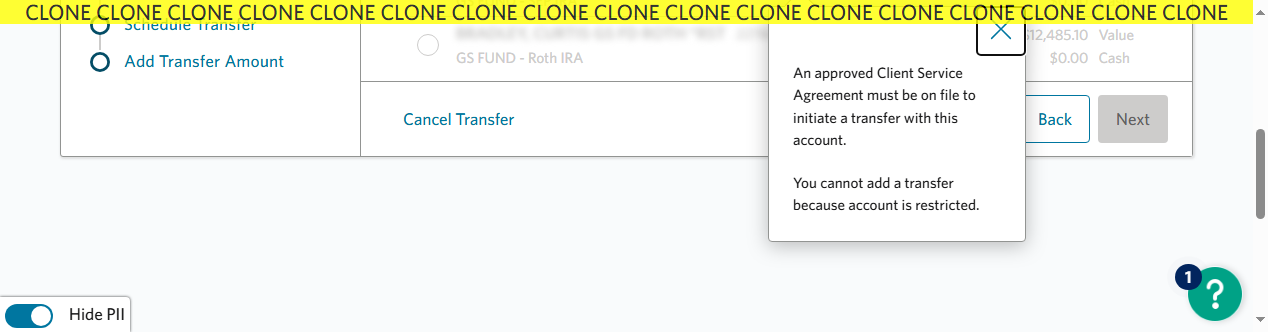 CLONE CLONE CLONE CLONE CLONE CLONE CLONE CLONE CLONE CLONE CLONE CLONE CLONE CLONE CLONE CLONE CLONE
Schedule Transfer
Add Transfer Amount
12,485.10 Value
GS FUND - Roth IRA
$0.00 Cash
An approved Client Service
Agreement must be on file to
initiate a transfer with this
account.
You cannot add a transfer
because account is restricted.
Cancel Transfer
Back
Next
1
?
Hide PII